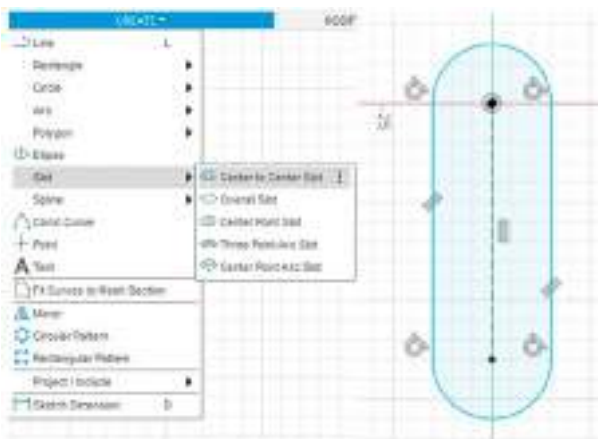 CREATE
MODIF
Line L
Rectangle
Circle
Arc
Polygon
Ellipse
Slot
Center to Center Slot
Overall Slot
Center Point Slot
Three Point Arc Slot
Center Point Arc Slot
Spline
Conic Curve
Point
Text
Fit Curves to Mesh Section
Mirror
Circular Pattern
Rectangular Pattern
Project / Include
Sketch Dimension D